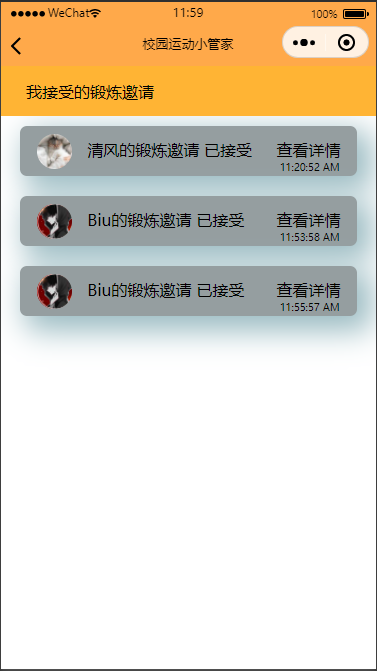 WeChat 11:59 100%
校园运动小管家
我接受的锻炼邀请
清风的锻炼邀请 已接受 查看详情
11:20:52 AM
Biu的锻炼邀请 已接受 查看详情
11:53:58 AM
Biu的锻炼邀请 已接受 查看详情
11:55:57 AM